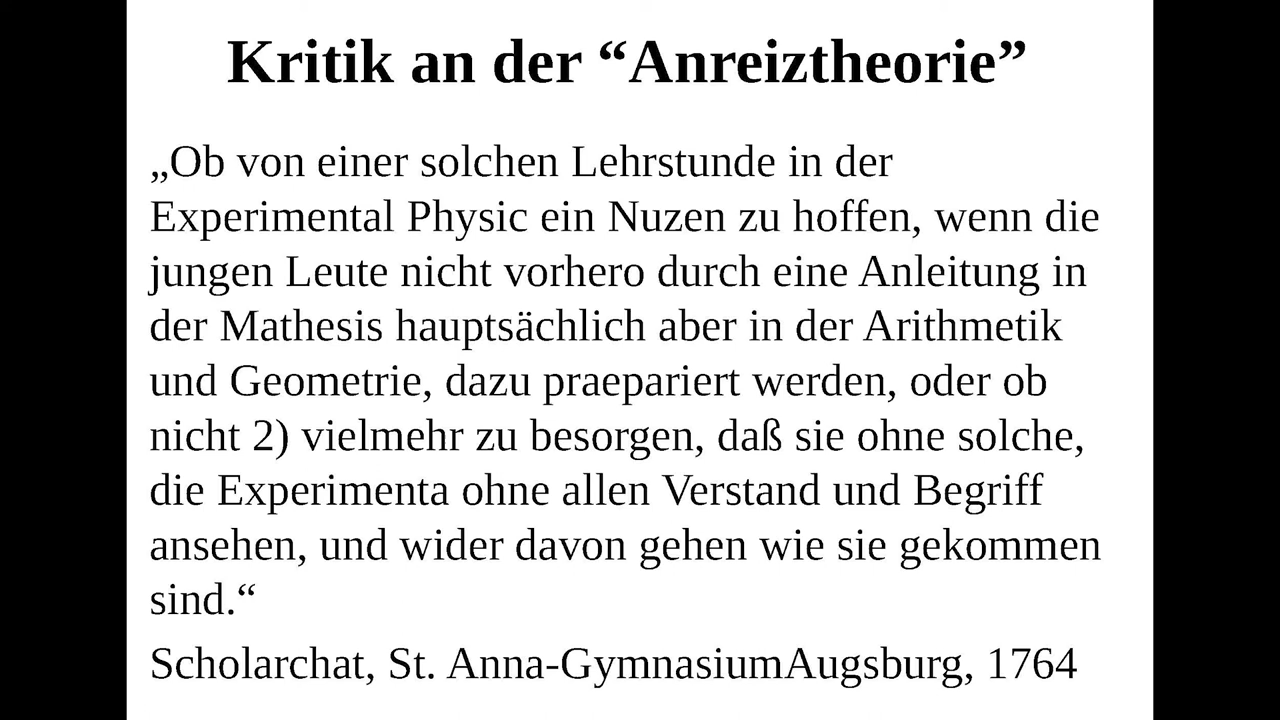 Kritik an der “Anreiztheorie”
„Ob von einer solchen Lehrstunde in der
Experimental Physic ein Nuzen zu hoffen, wenn die
jungen Leute nicht vorhero durch eine Anleitung in
der Mathesis hauptsächlich aber in der Arithmetik
und Geometrie, dazu praepariert werden, oder ob
nicht 2) vielmehr zu besorgen, daß sie ohne solche,
die Experimenta ohne allen Verstand und Begriff
ansehen, und wider davon gehen wie sie gekommen
sind.“
Scholarchat, St. Anna-GymnasiumAugsburg, 1764